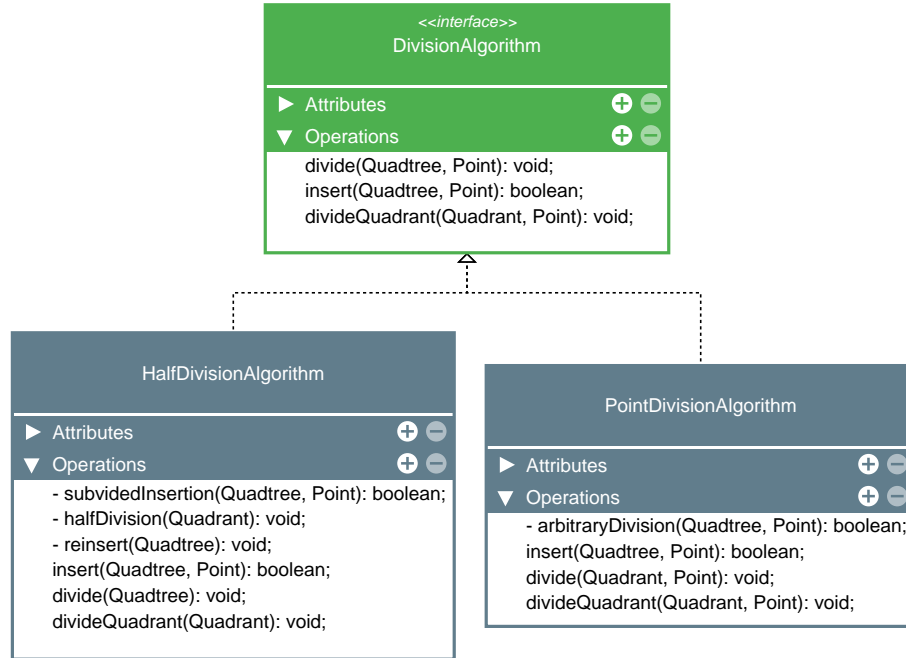 <<interface>>
DivisionAlgorithm
Attributes
Operations
divide(Quadtree, Point): void;
insert(Quadtree, Point): boolean;
divideQuadrant(Quadrant, Point): void;
HalfDivisionAlgorithm
Attributes
Operations
- subvidedInsertion(Quadtree, Point): boolean;
- halfDivision(Quadrant): void;
- reinsert(Quadtree): void;
insert(Quadtree, Point): boolean;
divide(Quadtree): void;
divideQuadrant(Quadrant): void;
PointDivisionAlgorithm
Attributes
Operations
- arbitraryDivision(Quadtree, Point): boolean;
insert(Quadtree, Point): boolean;
divide(Quadrant, Point): void;
divideQuadrant(Quadrant, Point): void;